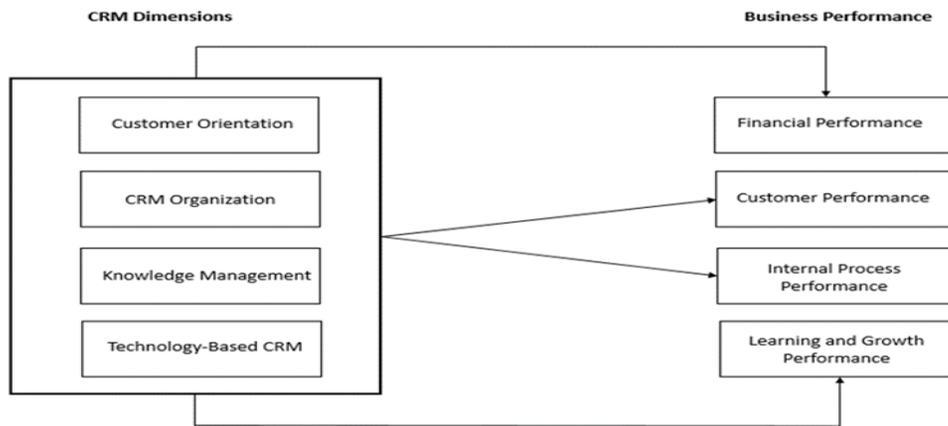 CRM Dimensions
Business Performance
Customer Orientation
CRM Organization
Knowledge Management
Technology-Based CRM
Financial Performance
Customer Performance
Internal Process
Performance
Learning and Growth
Performance